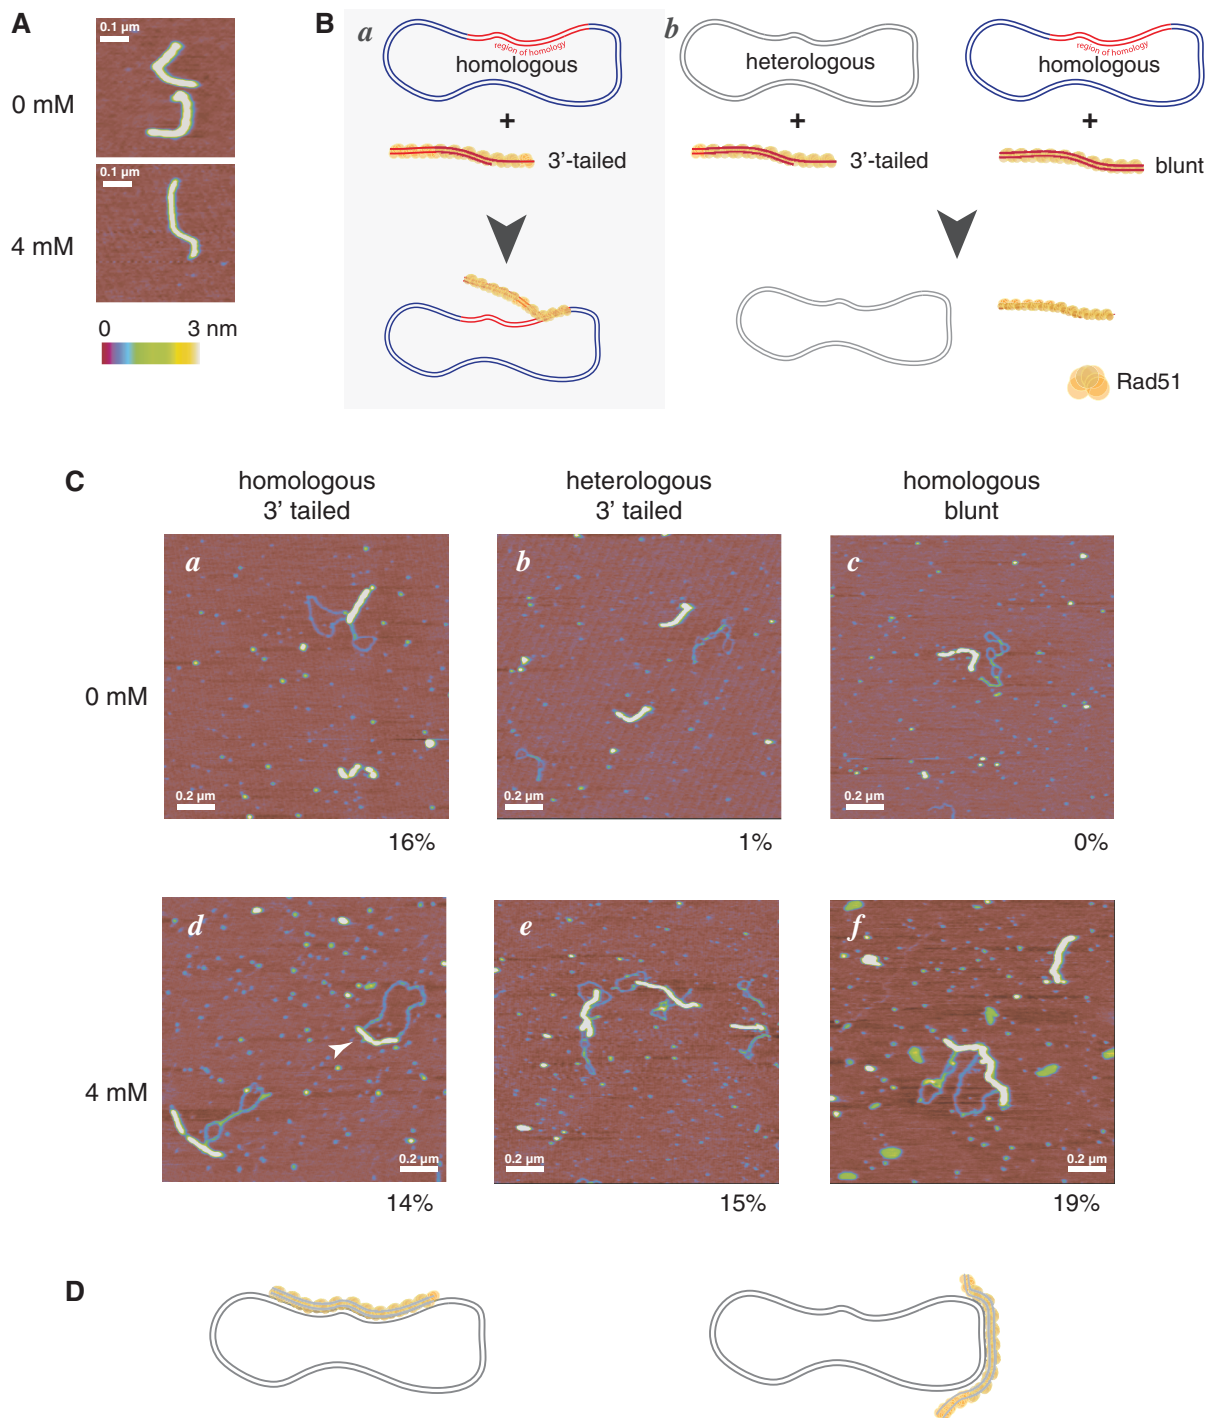 A
0.1 μm
0 mM
0.1 μm
4 mM
0 3 nm
B
a
region of homology
homologous
+
3’-tailed
b
heterologous
+
3’-tailed
region of homology
homologous
+
blunt
Rad51
C
homologous
3’ tailed
heterologous
3’ tailed
homologous
blunt
0 mM
a
0.2 μm
16%
b
0.2 μm
1%
c
0.2 μm
0%
4 mM
d
0.2 μm
14%
e
0.2 μm
15%
f
0.2 μm
19%
D